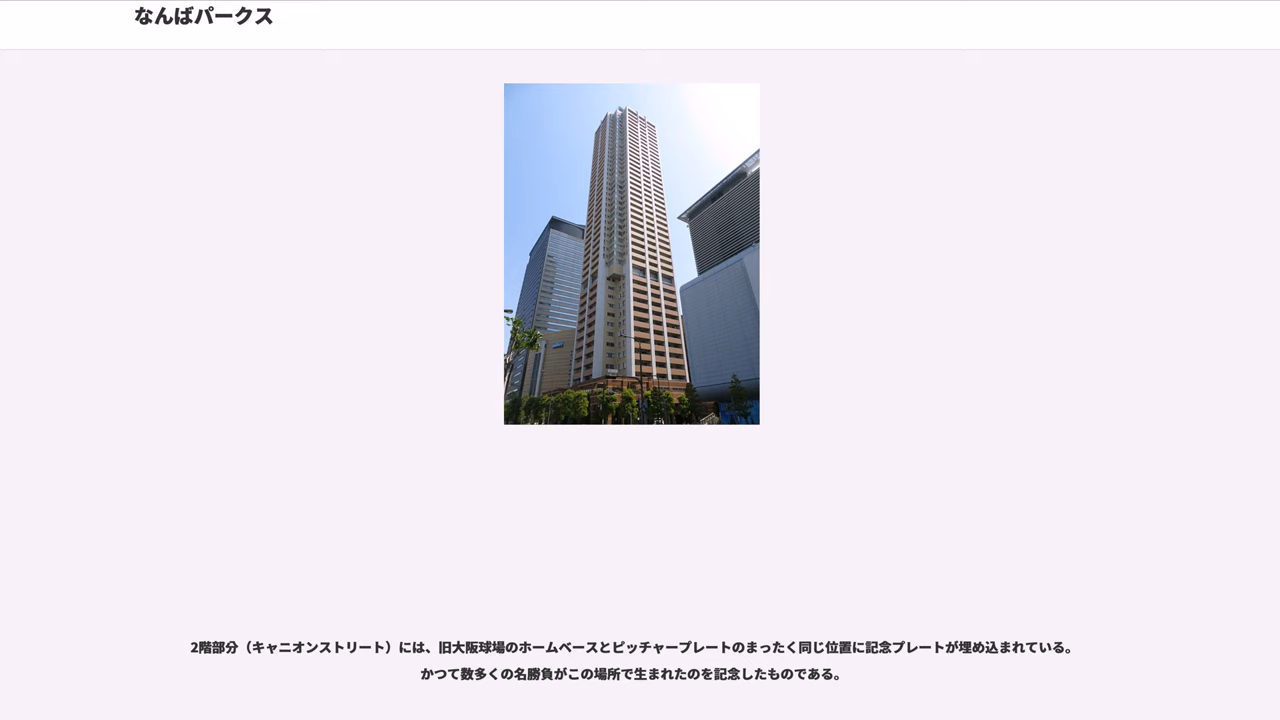 なんばパークス
2階部分（キャニオンストリート）には、旧大阪球場のホームベースとピッチャープレートのまったく同じ位置に記念プレートが埋め込まれている。
かつて数多くの名勝負がこの場所で生まれたのを記念したものである。